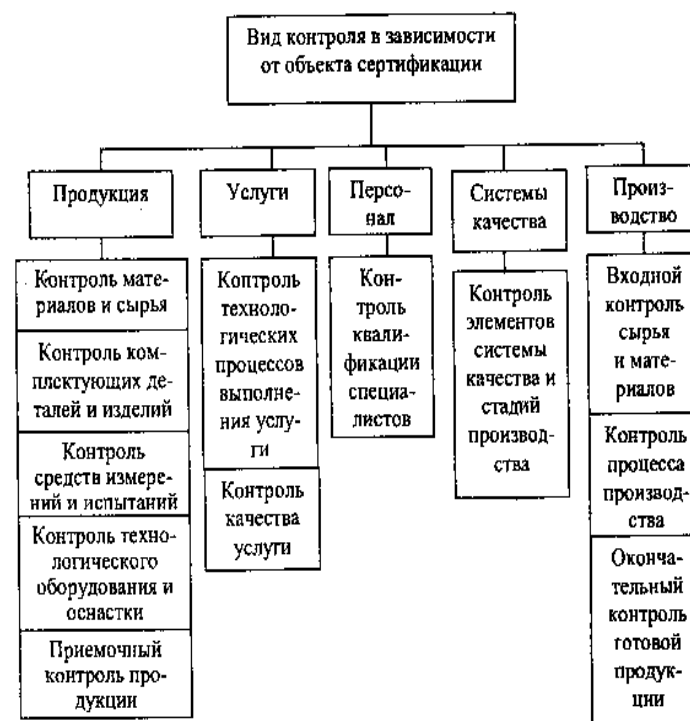 Вид контроля в зависимости
от объекта сертификации
Продукция
Услуги
Персо-
нал
Системы
качества
Произ-
водство
Контроль мате-
риалов и сырья
Контроль ком-
плектующих де-
талей и изделий
Контроль
средств измере-
ний и испытаний
Контроль техно-
логического
оборудования и
оснастки
Приемочный
контроль про-
дукции
Контроль
техноло-
гических
процессов
выполне-
ния услу-
ги
Контроль
качества
услуги
Кон-
троль
квали-
фикации
специа-
листов
Контроль
элементов
системы
качества и
стадий
производ-
ства
Входной
контроль
сырья
и мате-
риалов
Контроль
процесса
производ-
ства
Оконча-
тельный
контроль
готовой
продук-
ции